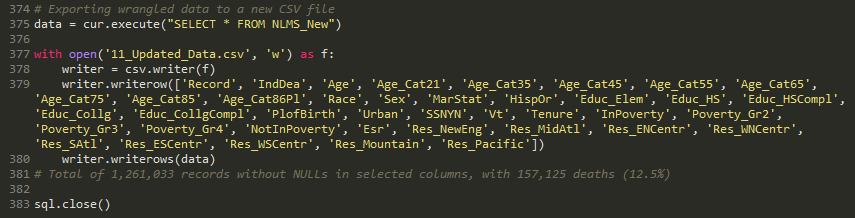 374 # Exporting wrangled data to a new CSV file
375 data = cur.execute("SELECT * FROM NLMS_New")
376
377 with open('11_Updated_Data.csv', 'w') as f:
378     writer = csv.writer(f)
379     writer.writerow(['Record', 'IndDea', 'Age', 'Age_Cat21', 'Age_Cat35', 'Age_Cat45', 'Age_Cat55', 'Age_Cat65',
'Age_Cat75', 'Age_Cat85', 'Age_Cat86Pl', 'Race', 'Sex', 'MarStat', 'HispOr', 'Educ_Elem', 'Educ_HS', 'Educ_HSCompl',
'Educ_Collg', 'Educ_CollgCompl', 'PlofBirth', 'Urban', 'SSNYN', 'Vt', 'Tenure', 'InPoverty', 'Poverty_Gr2',
'Poverty_Gr3', 'Poverty_Gr4', 'NotInPoverty', 'Esr', 'Res_NewEng', 'Res_MidAtl', 'Res_ENCentr', 'Res_WNCentr',
'Res_SAtl', 'Res_ESCentr', 'Res_WSCentr', 'Res_Mountain', 'Res_Pacific'])
380     writer.writerows(data)
381 # Total of 1,261,033 records without NULLs in selected columns, with 157,125 deaths (12.5%)
382
383 sql.close()